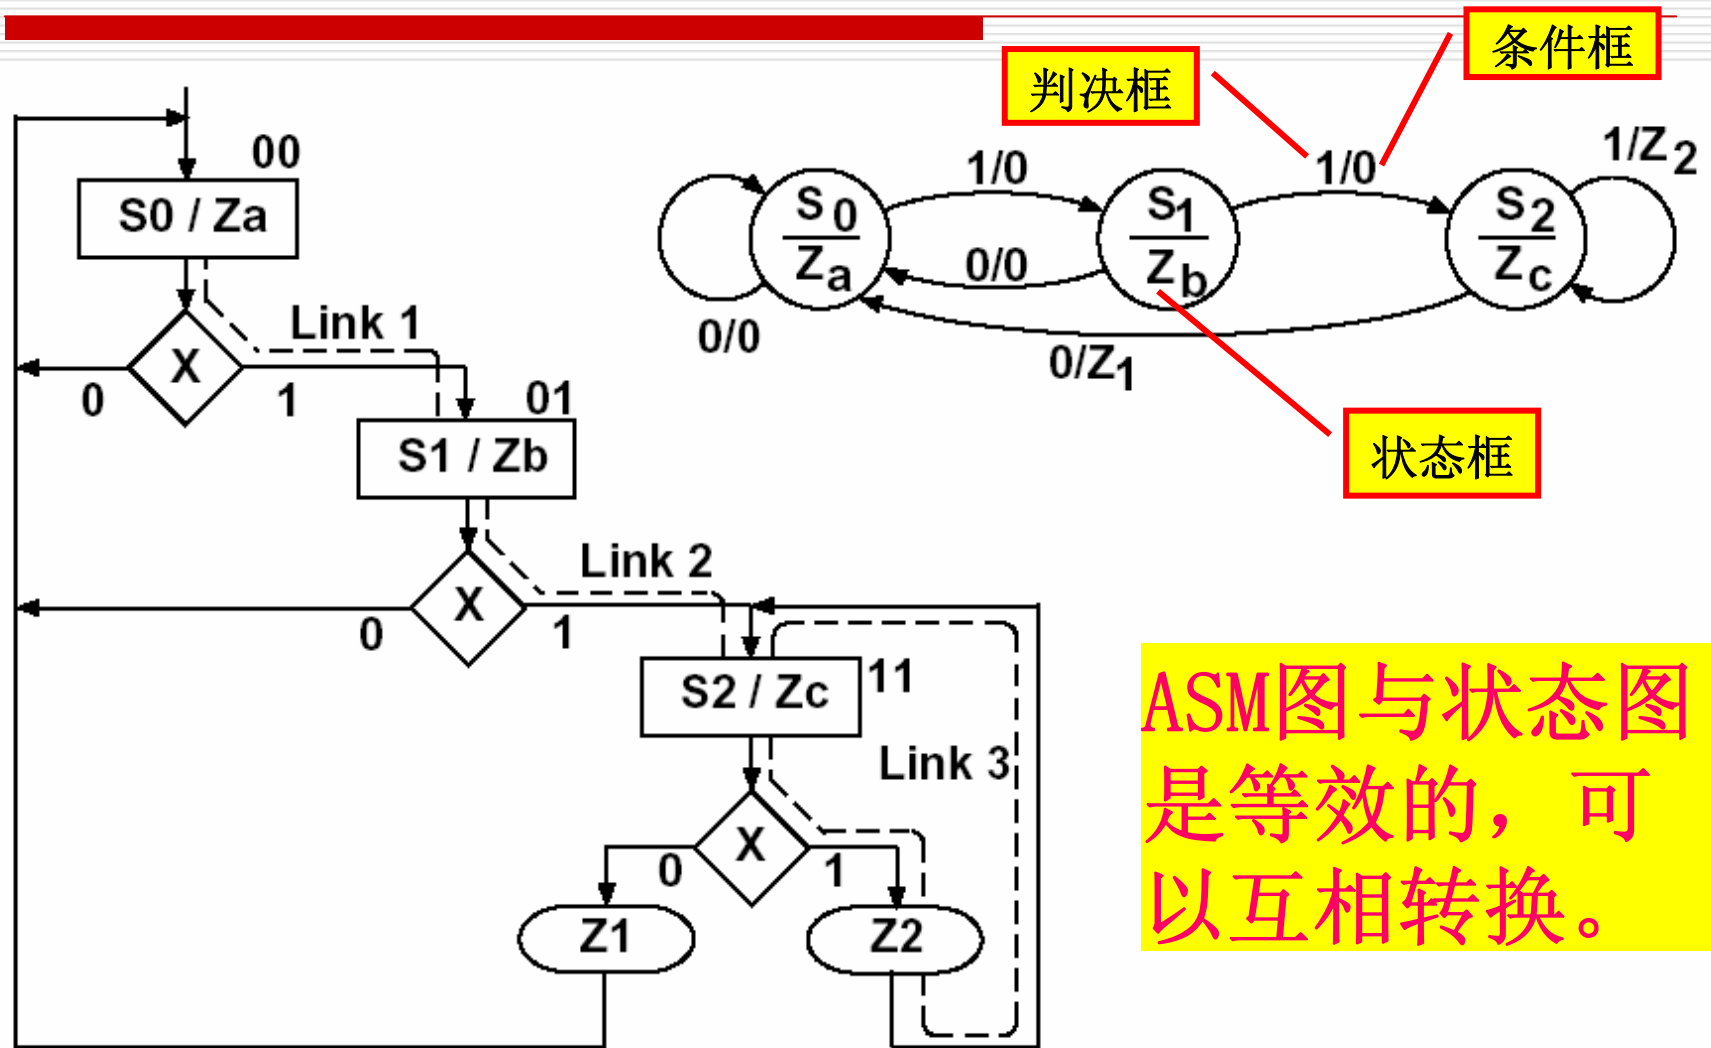 条件框
判决框
00
S0 / Za
X
0
1
Link 1
01
S1 / Zb
X
0
1
Link 2
11
S2 / Zc
Link 3
X
0
1
Z1
Z2
S0
Za
S1
Zb
S2
Zc
1/0
1/0
0/0
0/0
0/Z1
1/Z2
状态框
ASM图与状态图
是等效的，可
以互相转换。